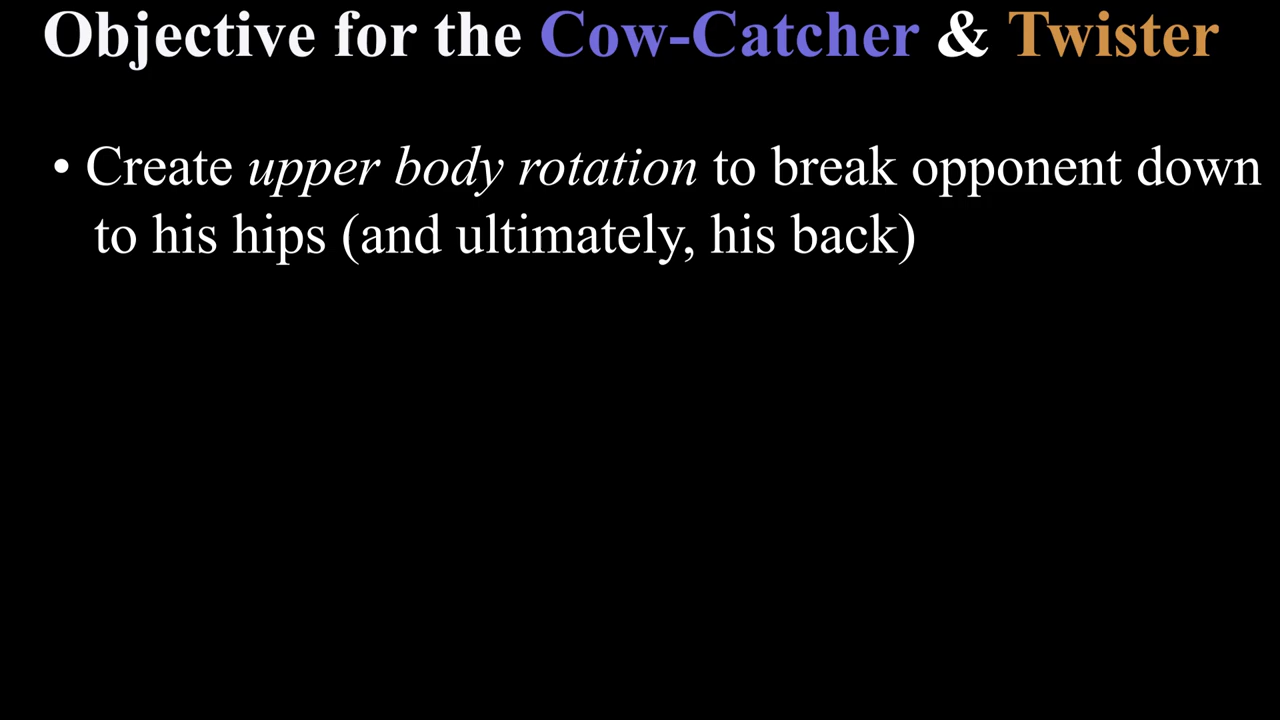 Objective for the Cow-Catcher & Twister
• Create upper body rotation to break opponent down
to his hips (and ultimately, his back)